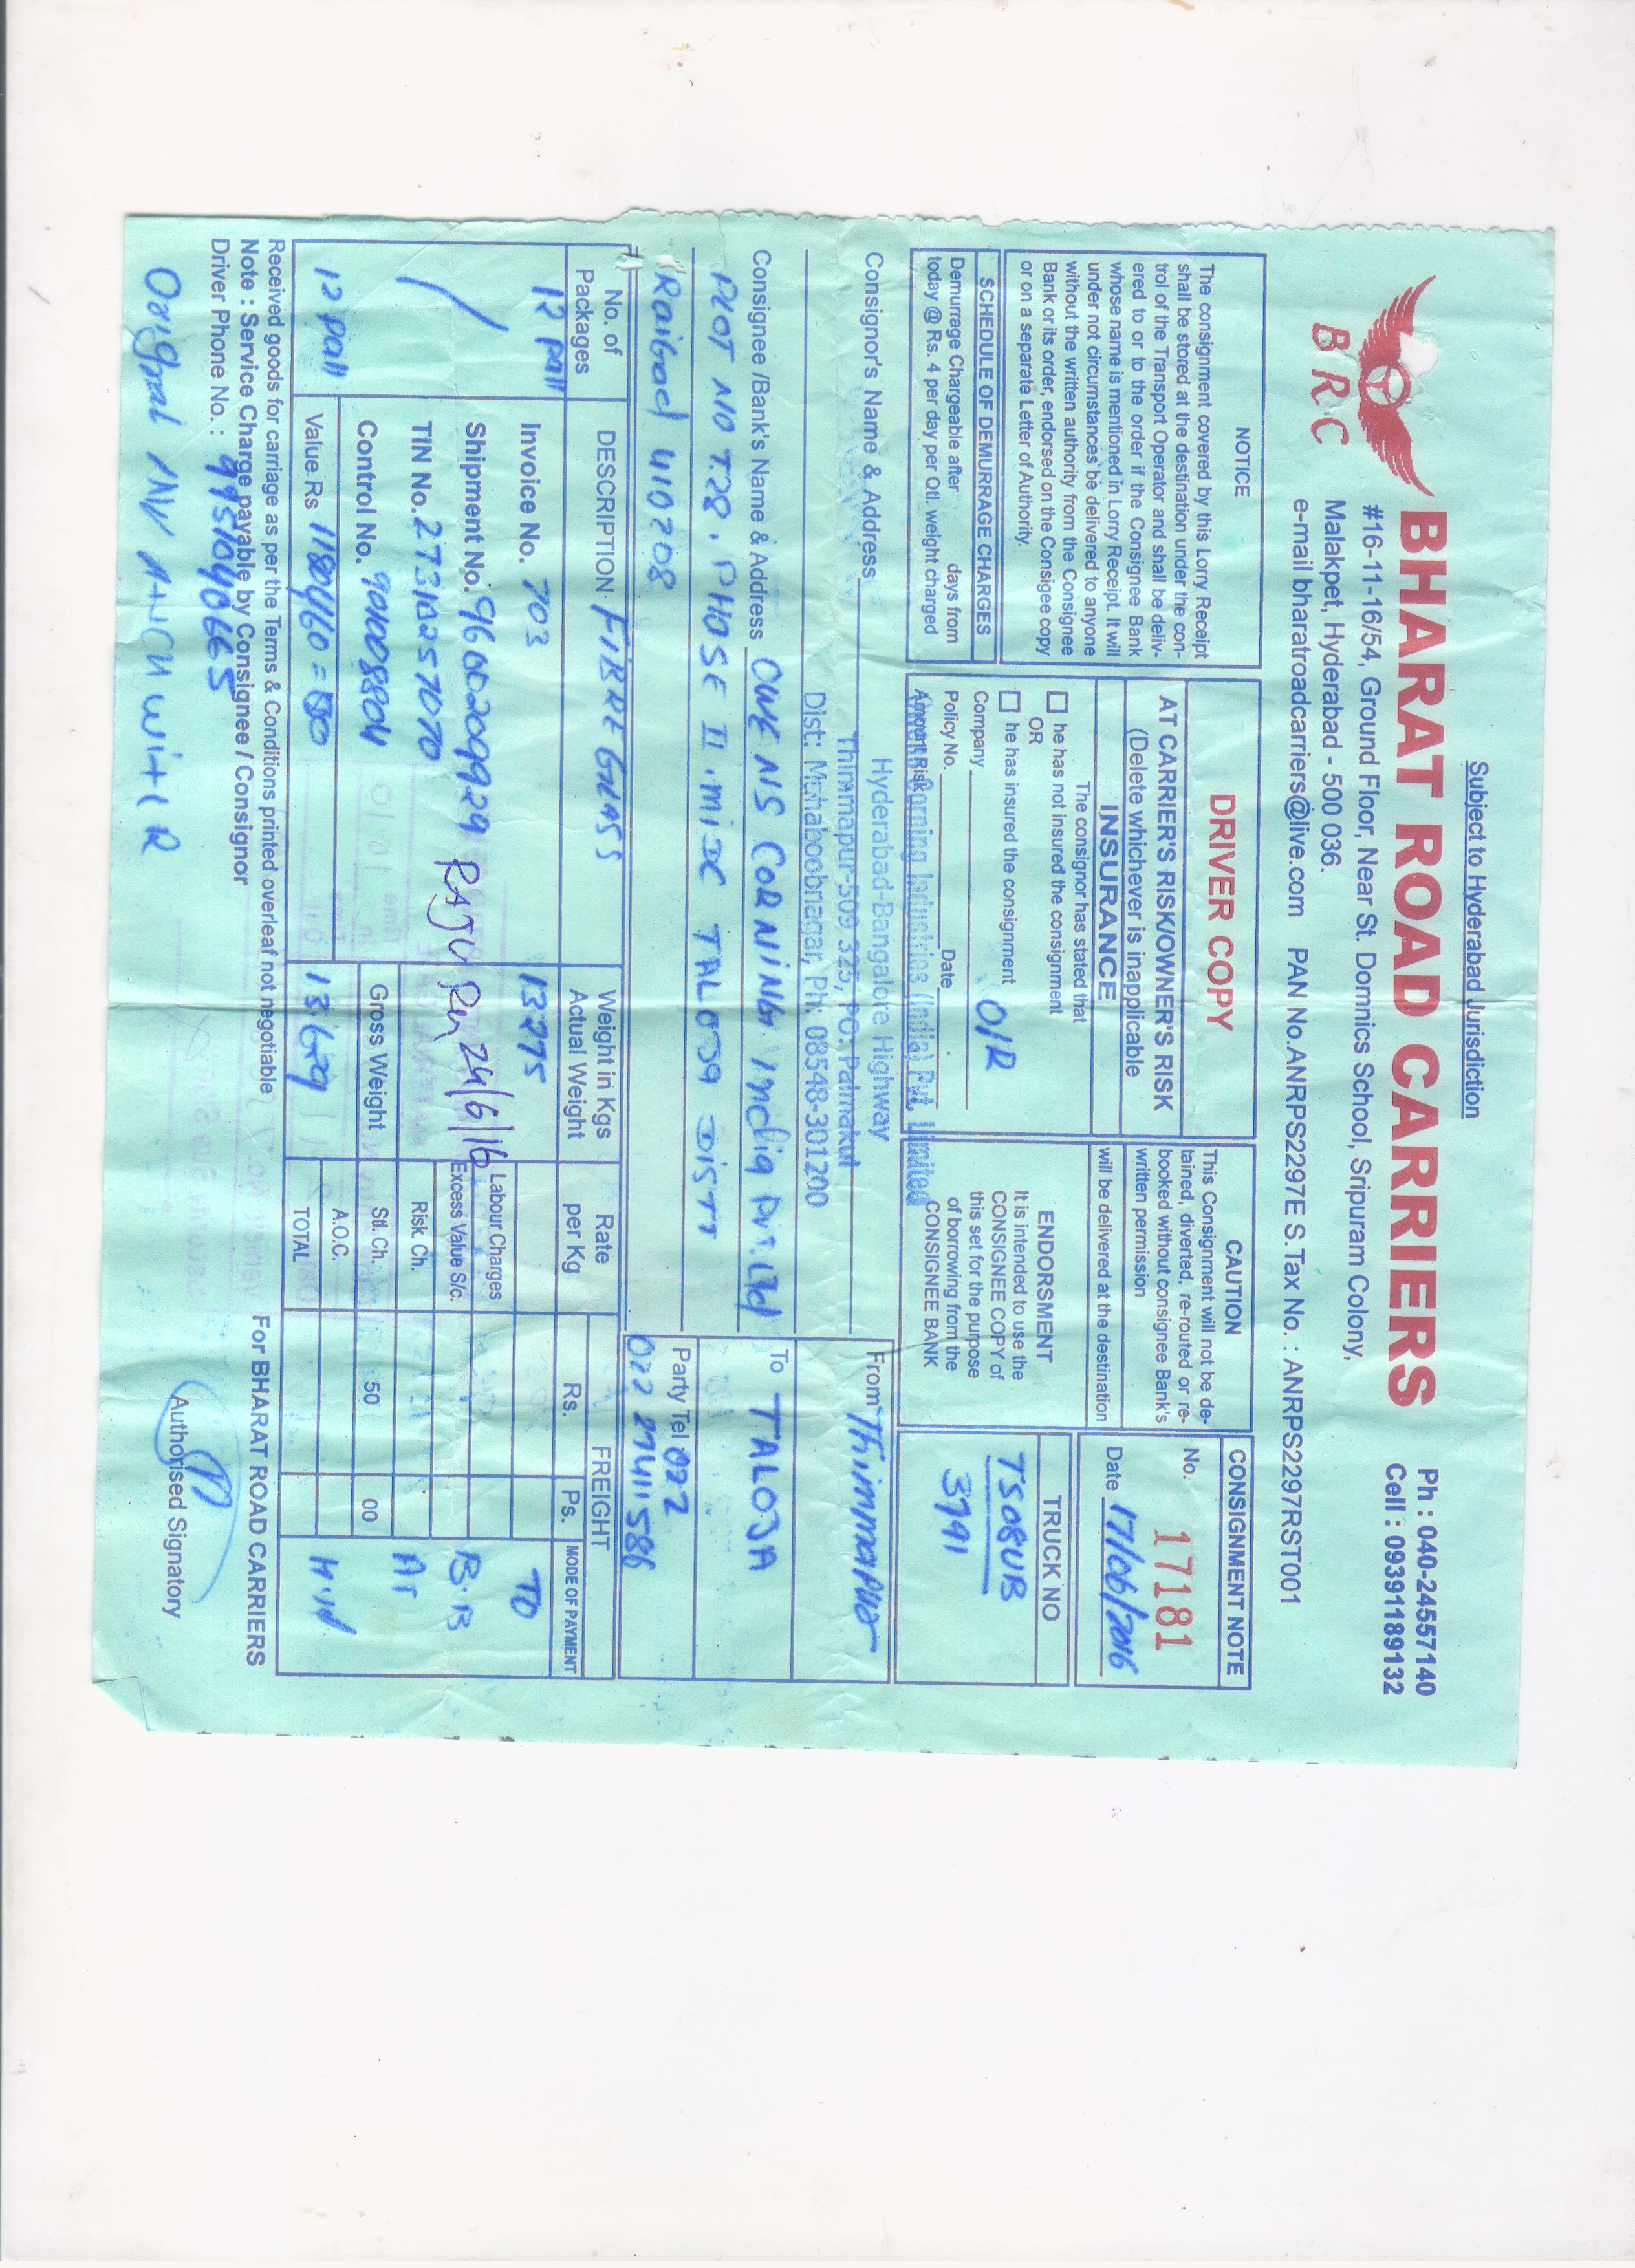 Subject to Hyderabad Jurisdiction
BHARAT ROAD CARRIERS
Ph : 040-24557140
Cell : 09391189132
B R C
#16-11-16/54, Ground Floor, Near St. Domnics School, Sripuram Colony,
Malakpet, Hyderabad - 500 036.
e-mail bharatroadcarriers@live.com PAN No.ANRPS2297E S.Tax No. : ANRPS2297RST001
NOTICE
The consignment covered by this Lorry Receipt
shall be stored at the destination under the con-
trol of the Transport Operator and shall be deliv-
ered to or to the order if the Consignee Bank
whose name is mentioned in Lorry Receipt. It will
under not circumstances be delivered to anyone
without the written authority from the Consignee
Bank or its order, endorsed on the Consigee copy
or on a separate Letter of Authority.
SCHEDULE OF DEMURRAGE CHARGES
Demurrage Chargeable after days from
today @ Rs. 4 per day per Qtl. weight charged
DRIVER COPY
AT CARRIER'S RISK/OWNER'S RISK
(Delete whichever is inapplicable
INSURANCE
The consignor has stated that
he has not insured the consignment
OR
he has insured the consignment
O/R
Company
Policy No. Date
Amount Risk
CAUTION
This Consignment will not be de-
tained, diverted, re-routed or re-
booked without consignee Bank's
written permission
will be delivered at the destination
ENDORSMENT
It is intended to use the
CONSIGNEE COPY of
this set for the purpose
of borrowing from the
CONSIGNEE BANK
CONSIGNMENT NOTE
No. 17181
Date 17/06/2016
TRUCK NO
TS08UB
3791
Owens Corning Industries (India) Pvt. Limited
Hyderabad-Bangalore Highway
Thimmapur-509 325, PO: Palmakul
Dist: Mahaboobnagar, Ph: 08548-301200
Consignor's Name & Address
From Thimmapur
Consignee /Bank's Name & Address OWENS CORNING India Pvt. Ltd
PLOT NO T.28. PHOSE II . MIDC TALOJA DISTT
Raigad 410208
To TALOJA
Party Tel 022
022 27411586
No. of
Packages
DESCRIPTION FIBRE GLASS
Weight in Kgs
Actual Weight
Rate
per Kg
FREIGHT
Rs. Ps. MODE OF PAYMENT
12 pall
Invoice No. 703
13275
TO
Shipment No. 9600209929
RAJU 24/6/16
Labour Charges
Excess Value S/c.
B.B
TIN No. 27310257070
Risk. Ch.
AT
Control No. 901008804
Gross Weight
Stl. Ch. 50 00
A.O.C.
12 pall
Value Rs 1180460 = 00
13.629
TOTAL
Hyd
Received goods for carriage as per the Terms & Conditions printed overleaf not negotiable
Note : Service Charge payable by Consignee / Consignor
Driver Phone No. : 9951040665
For BHARAT ROAD CARRIERS
Authorised Signatory
Original INV